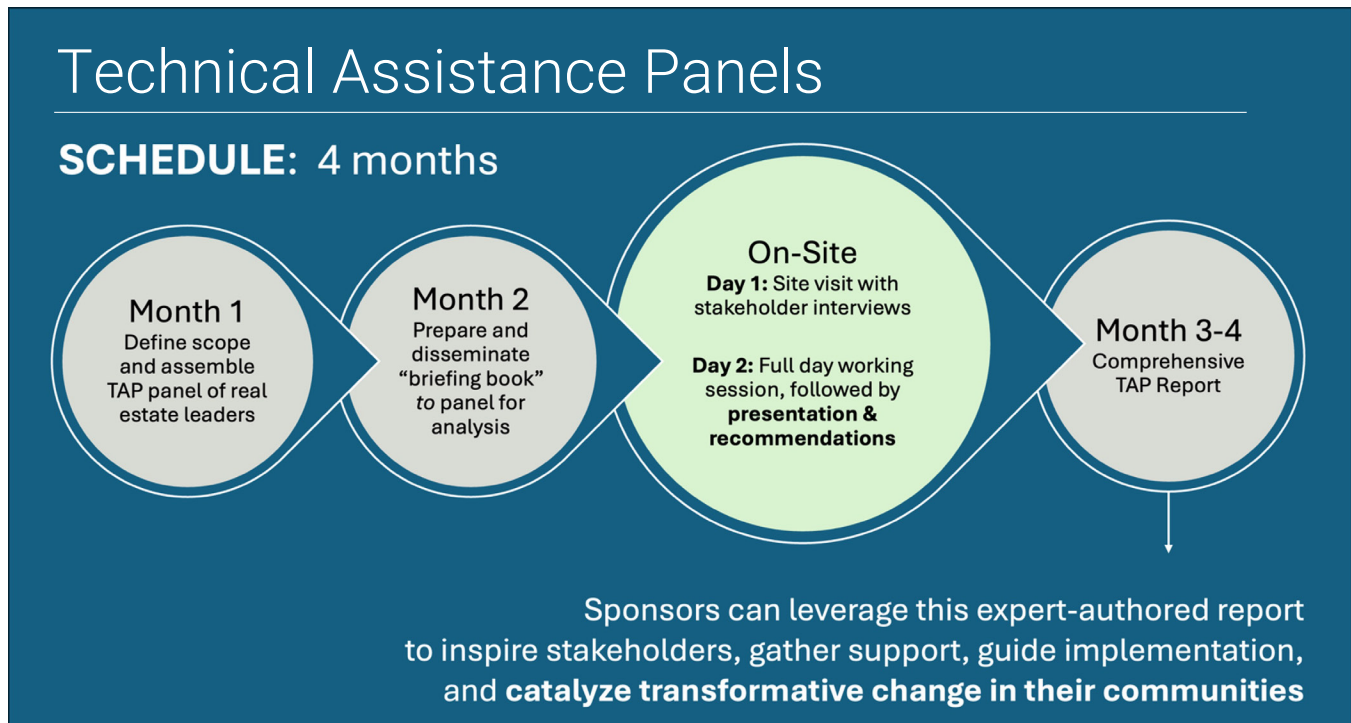 Technical Assistance Panels
SCHEDULE: 4 months
Month 1
Define scope
and assemble
TAP panel of real
estate leaders
Month 2
Prepare and
disseminate
“briefing book”
to panel for
analysis
On-Site
Day 1: Site visit with
stakeholder interviews
Day 2: Full day working
session, followed by
presentation &
recommendations
Month 3-4
Comprehensive
TAP Report
Sponsors can leverage this expert-authored report
to inspire stakeholders, gather support, guide implementation,
and catalyze transformative change in their communities